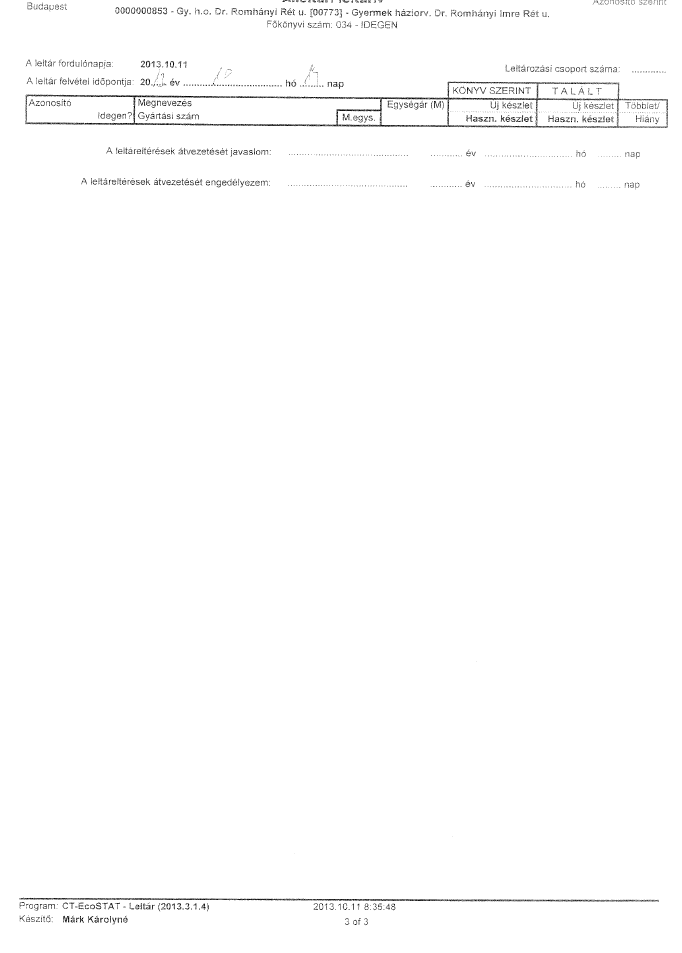 Budapest
Azonosító szerint
0000000853 - Gy. h.o. Dr. Romhányi Rét u. [00773] - Gyermek háziorv. Dr. Romhányi Imre Rét u.
Főkönyvi szám: 034 - IDEGEN
A leltár fordulónapja: 2013.10.11
Leltározási csoport száma: ............
A leltár felvétel időpontja: 20..... év .............. 10 .............. hó ........ nap
KÖNYV SZERINT TALÁLT
Azonosító Megnevezés Egységár (M) Új készlet Új készlet Többlet/
Idegen? Gyártási szám M.egys. Haszn. készlet Haszn. készlet Hiány
A leltáreltérések átvezetését javaslom: ........................................ ........... év .............................. hó ........ nap
A leltáreltérések átvezetését engedélyezem: ........................................ ........... év .............................. hó ........ nap
Program: CT-EcoSTAT - Leltár (2013.3.1.4) 2013.10.11 8:35:48
Készítő: Márk Károlyné 3 of 3